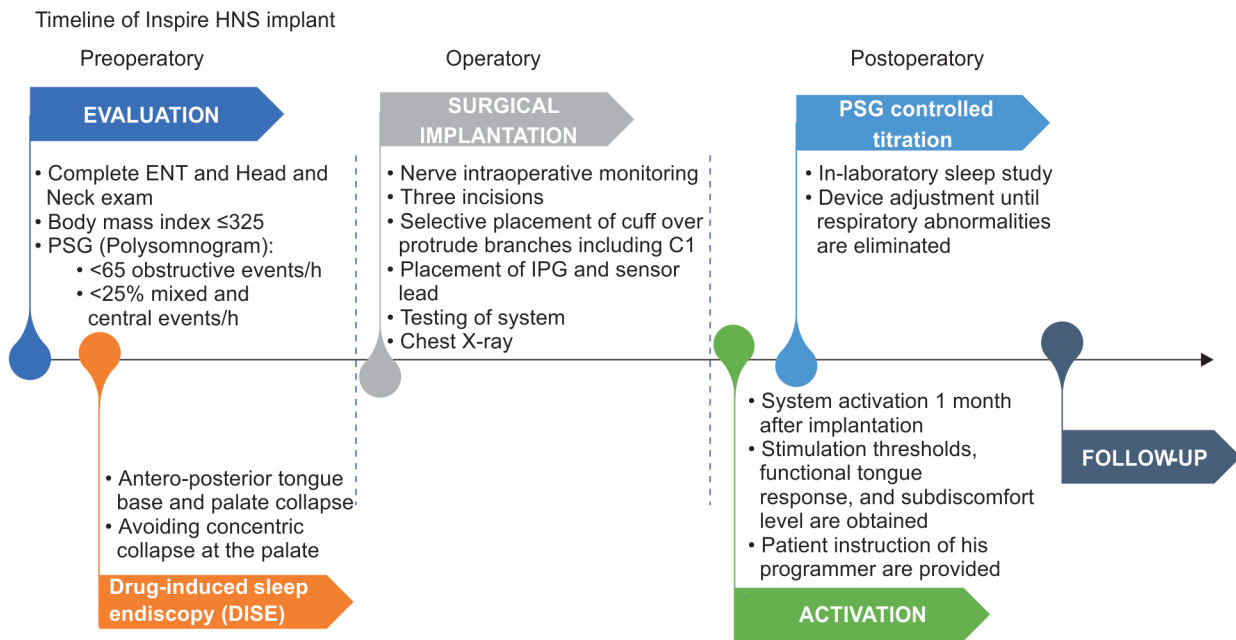 Timeline of Inspire HNS implant
Preoperatory
Operatory
Postoperatory
EVALUATION
• Complete ENT and Head and
Neck exam
• Body mass index ≤325
• PSG (Polysomnogram):
• <65 obstructive events/h
• <25% mixed and
central events/h
SURGICAL
IMPLANTATION
• Nerve intraoperative monitoring
• Three incisions
• Selective placement of cuff over
protrude branches including C1
• Placement of IPG and sensor
lead
• Testing of system
• Chest X-ray
PSG controlled
titration
• In-laboratory sleep study
• Device adjustment until
respiratory abnormalities
are eliminated
• Antero-posterior tongue
base and palate collapse
• Avoiding concentric
collapse at the palate
Drug-induced sleep
endiscopy (DISE)
• System activation 1 month
after implantation
• Stimulation thresholds,
functional tongue
response, and subdiscomfort
level are obtained
• Patient instruction of his
programmer are provided
ACTIVATION
FOLLOW-UP